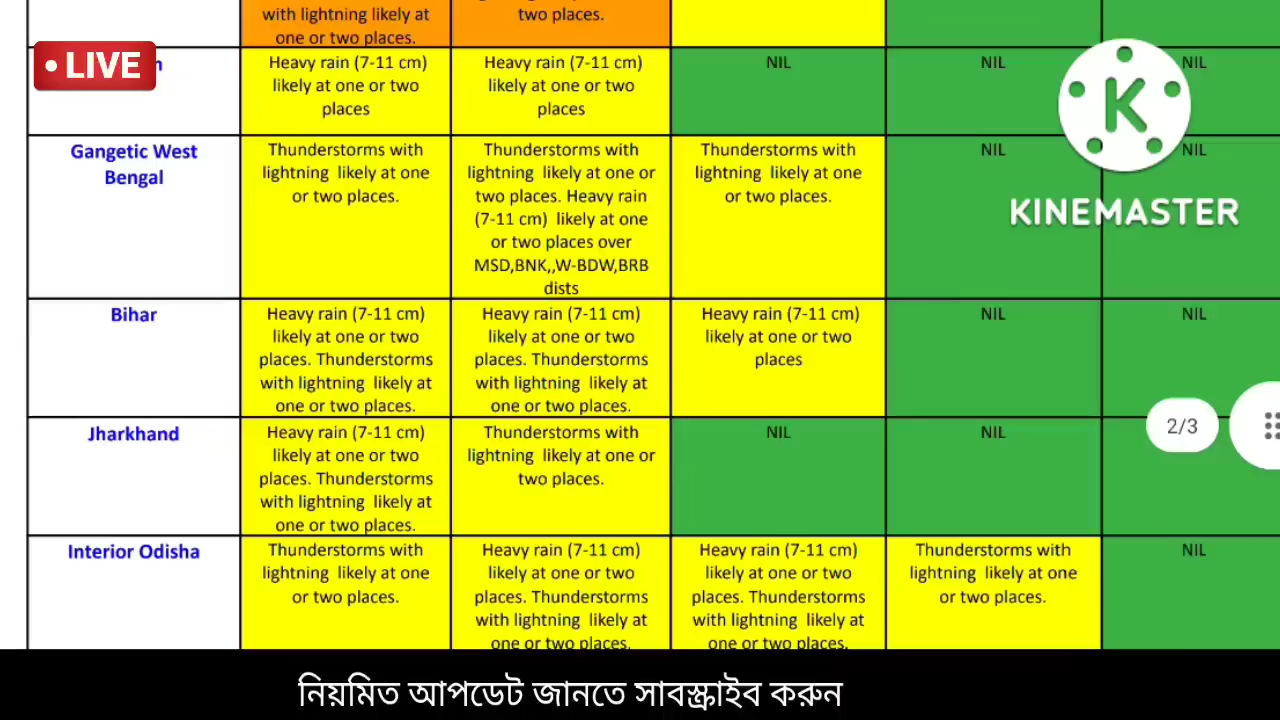 with lightning likely at
one or two places.
two places.
• LIVE
Heavy rain (7-11 cm)
likely at one or two
places
Heavy rain (7-11 cm)
likely at one or two
places
NIL
NIL
NIL
Gangetic West
Bengal
Thunderstorms with
lightning likely at one
or two places.
Thunderstorms with
lightning likely at one or
two places. Heavy rain
(7-11 cm) likely at one
or two places over
MSD,BNK,,W-BDW,BRB
dists
Thunderstorms with
lightning likely at one
or two places.
NIL
NIL
K
KINEMASTER
Bihar
Heavy rain (7-11 cm)
likely at one or two
places. Thunderstorms
with lightning likely at
one or two places.
Heavy rain (7-11 cm)
likely at one or two
places. Thunderstorms
with lightning likely at
one or two places.
Heavy rain (7-11 cm)
likely at one or two
places
NIL
NIL
Jharkhand
Heavy rain (7-11 cm)
likely at one or two
places. Thunderstorms
with lightning likely at
one or two places.
Thunderstorms with
lightning likely at one or
two places.
NIL
NIL
2/3
Interior Odisha
Thunderstorms with
lightning likely at one
or two places.
Heavy rain (7-11 cm)
likely at one or two
places. Thunderstorms
with lightning likely at
one or two places.
Heavy rain (7-11 cm)
likely at one or two
places. Thunderstorms
with lightning likely at
one or two places.
Thunderstorms with
lightning likely at one
or two places.
NIL
নিয়মিত আপডেট জানতে সাবস্ক্রাইব করুন